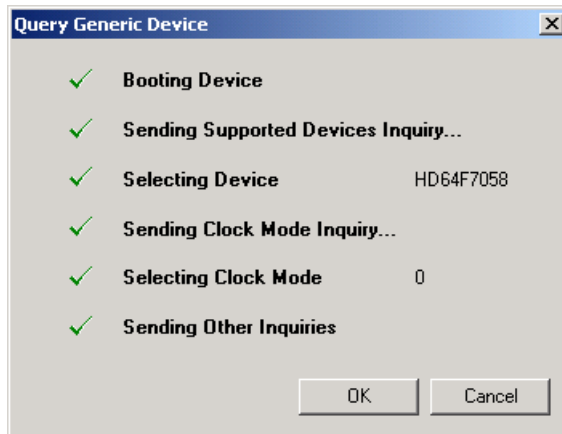 Query Generic Device
Booting Device
Sending Supported Devices Inquiry...
Selecting Device HD64F7058
Sending Clock Mode Inquiry...
Selecting Clock Mode 0
Sending Other Inquiries
OK Cancel